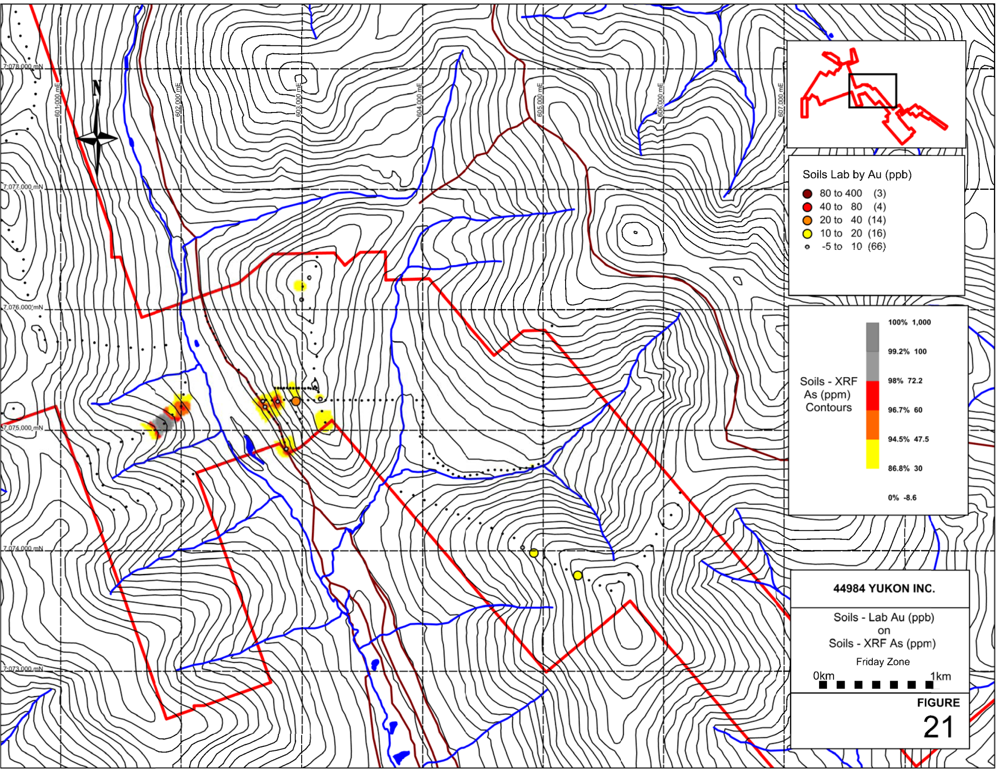 7,078,000 mN
7,077,000 mN
7,076,000 mN
7,075,000 mN
7,074,000 mN
7,073,000 mN
601,000 mE
602,000 mE
603,000 mE
604,000 mE
605,000 mE
606,000 mE
607,000 mE
N
Soils Lab by Au (ppb)
80 to 400 (3)
40 to 80 (4)
20 to 40 (14)
10 to 20 (16)
-5 to 10 (66)
Soils - XRF
As (ppm)
Contours
100% 1,000
99.2% 100
98% 72.2
96.7% 60
94.5% 47.5
86.8% 30
0% -8.6
44984 YUKON INC.
Soils - Lab Au (ppb)
on
Soils - XRF As (ppm)
Friday Zone
0km 1km
FIGURE
21